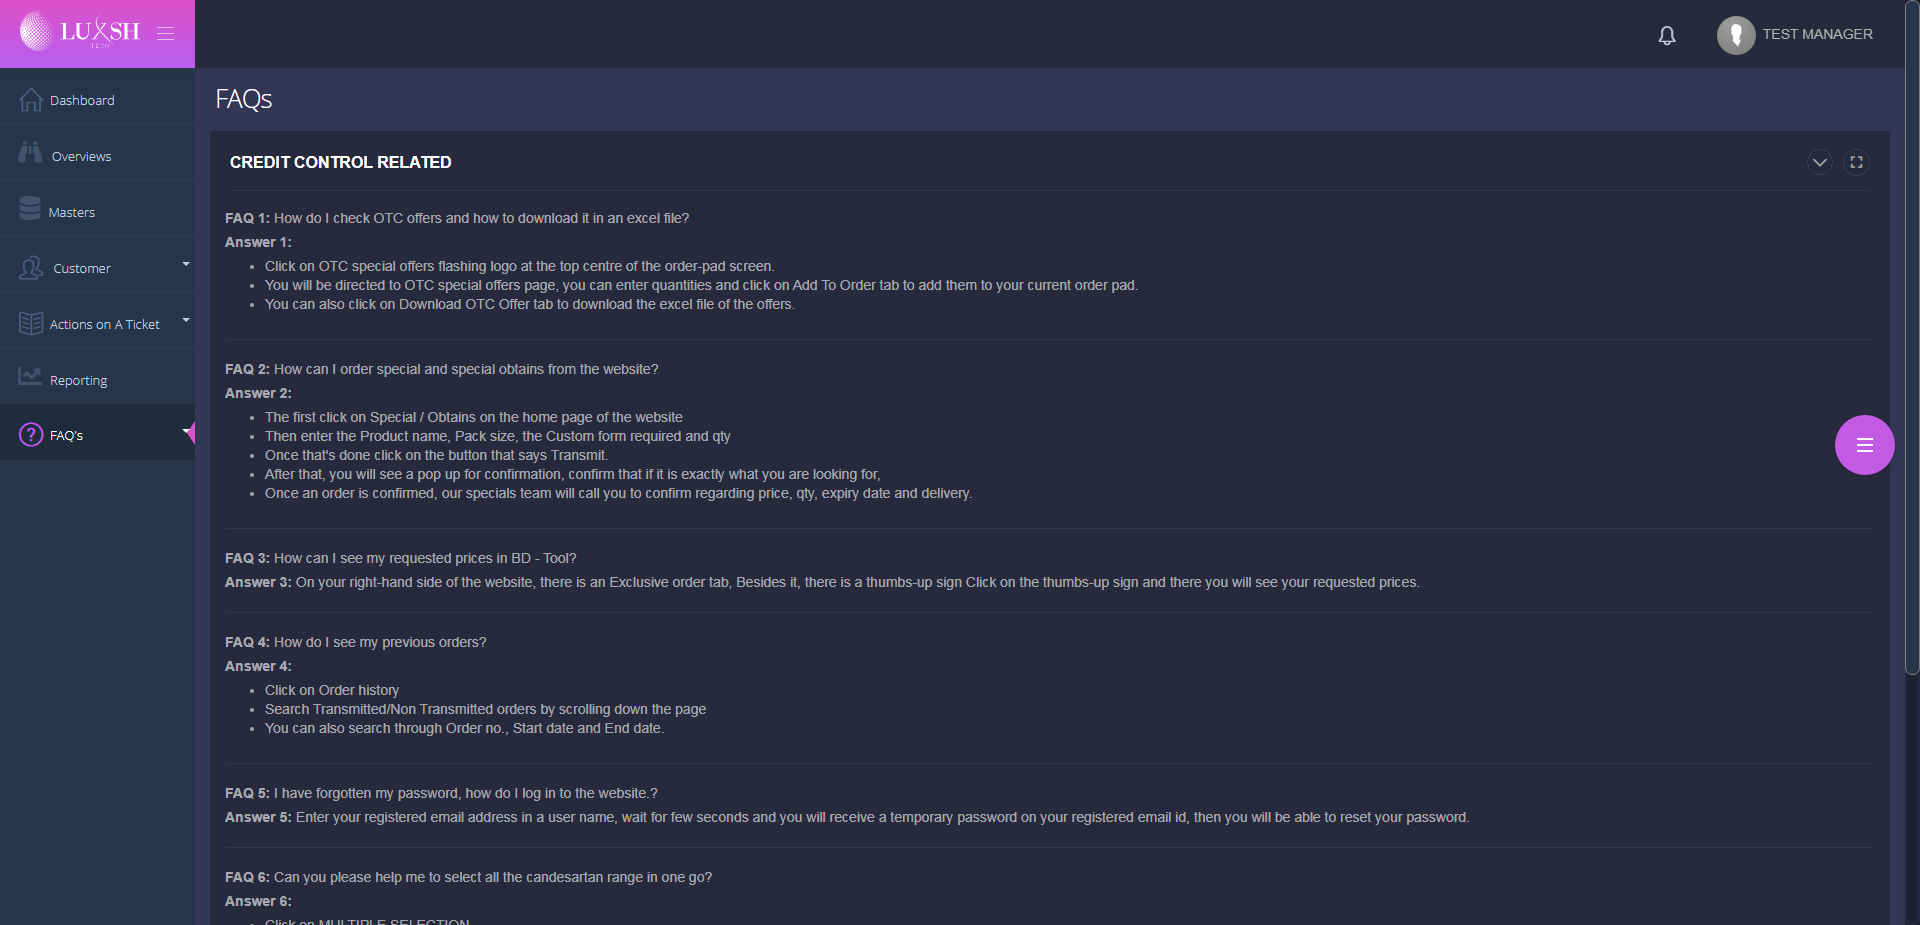 LUXSH
TECH
TEST MANAGER
Dashboard
Overviews
Masters
Customer
Actions on A Ticket
Reporting
FAQ's
FAQs
CREDIT CONTROL RELATED
FAQ 1: How do I check OTC offers and how to download it in an excel file?
Answer 1:
• Click on OTC special offers flashing logo at the top centre of the order-pad screen.
• You will be directed to OTC special offers page, you can enter quantities and click on Add To Order tab to add them to your current order pad.
• You can also click on Download OTC Offer tab to download the excel file of the offers.
FAQ 2: How can I order special and special obtains from the website?
Answer 2:
• The first click on Special / Obtains on the home page of the website
• Then enter the Product name, Pack size, the Custom form required and qty
• Once that's done click on the button that says Transmit.
• After that, you will see a pop up for confirmation, confirm that if it is exactly what you are looking for,
• Once an order is confirmed, our specials team will call you to confirm regarding price, qty, expiry date and delivery.
FAQ 3: How can I see my requested prices in BD - Tool?
Answer 3: On your right-hand side of the website, there is an Exclusive order tab, Besides it, there is a thumbs-up sign Click on the thumbs-up sign and there you will see your requested prices.
FAQ 4: How do I see my previous orders?
Answer 4:
• Click on Order history
• Search Transmitted/Non Transmitted orders by scrolling down the page
• You can also search through Order no., Start date and End date.
FAQ 5: I have forgotten my password, how do I log in to the website.?
Answer 5: Enter your registered email address in a user name, wait for few seconds and you will receive a temporary password on your registered email id, then you will be able to reset your password.
FAQ 6: Can you please help me to select all the candesartan range in one go?
Answer 6:
• Click on MULTIPLE SELECTION